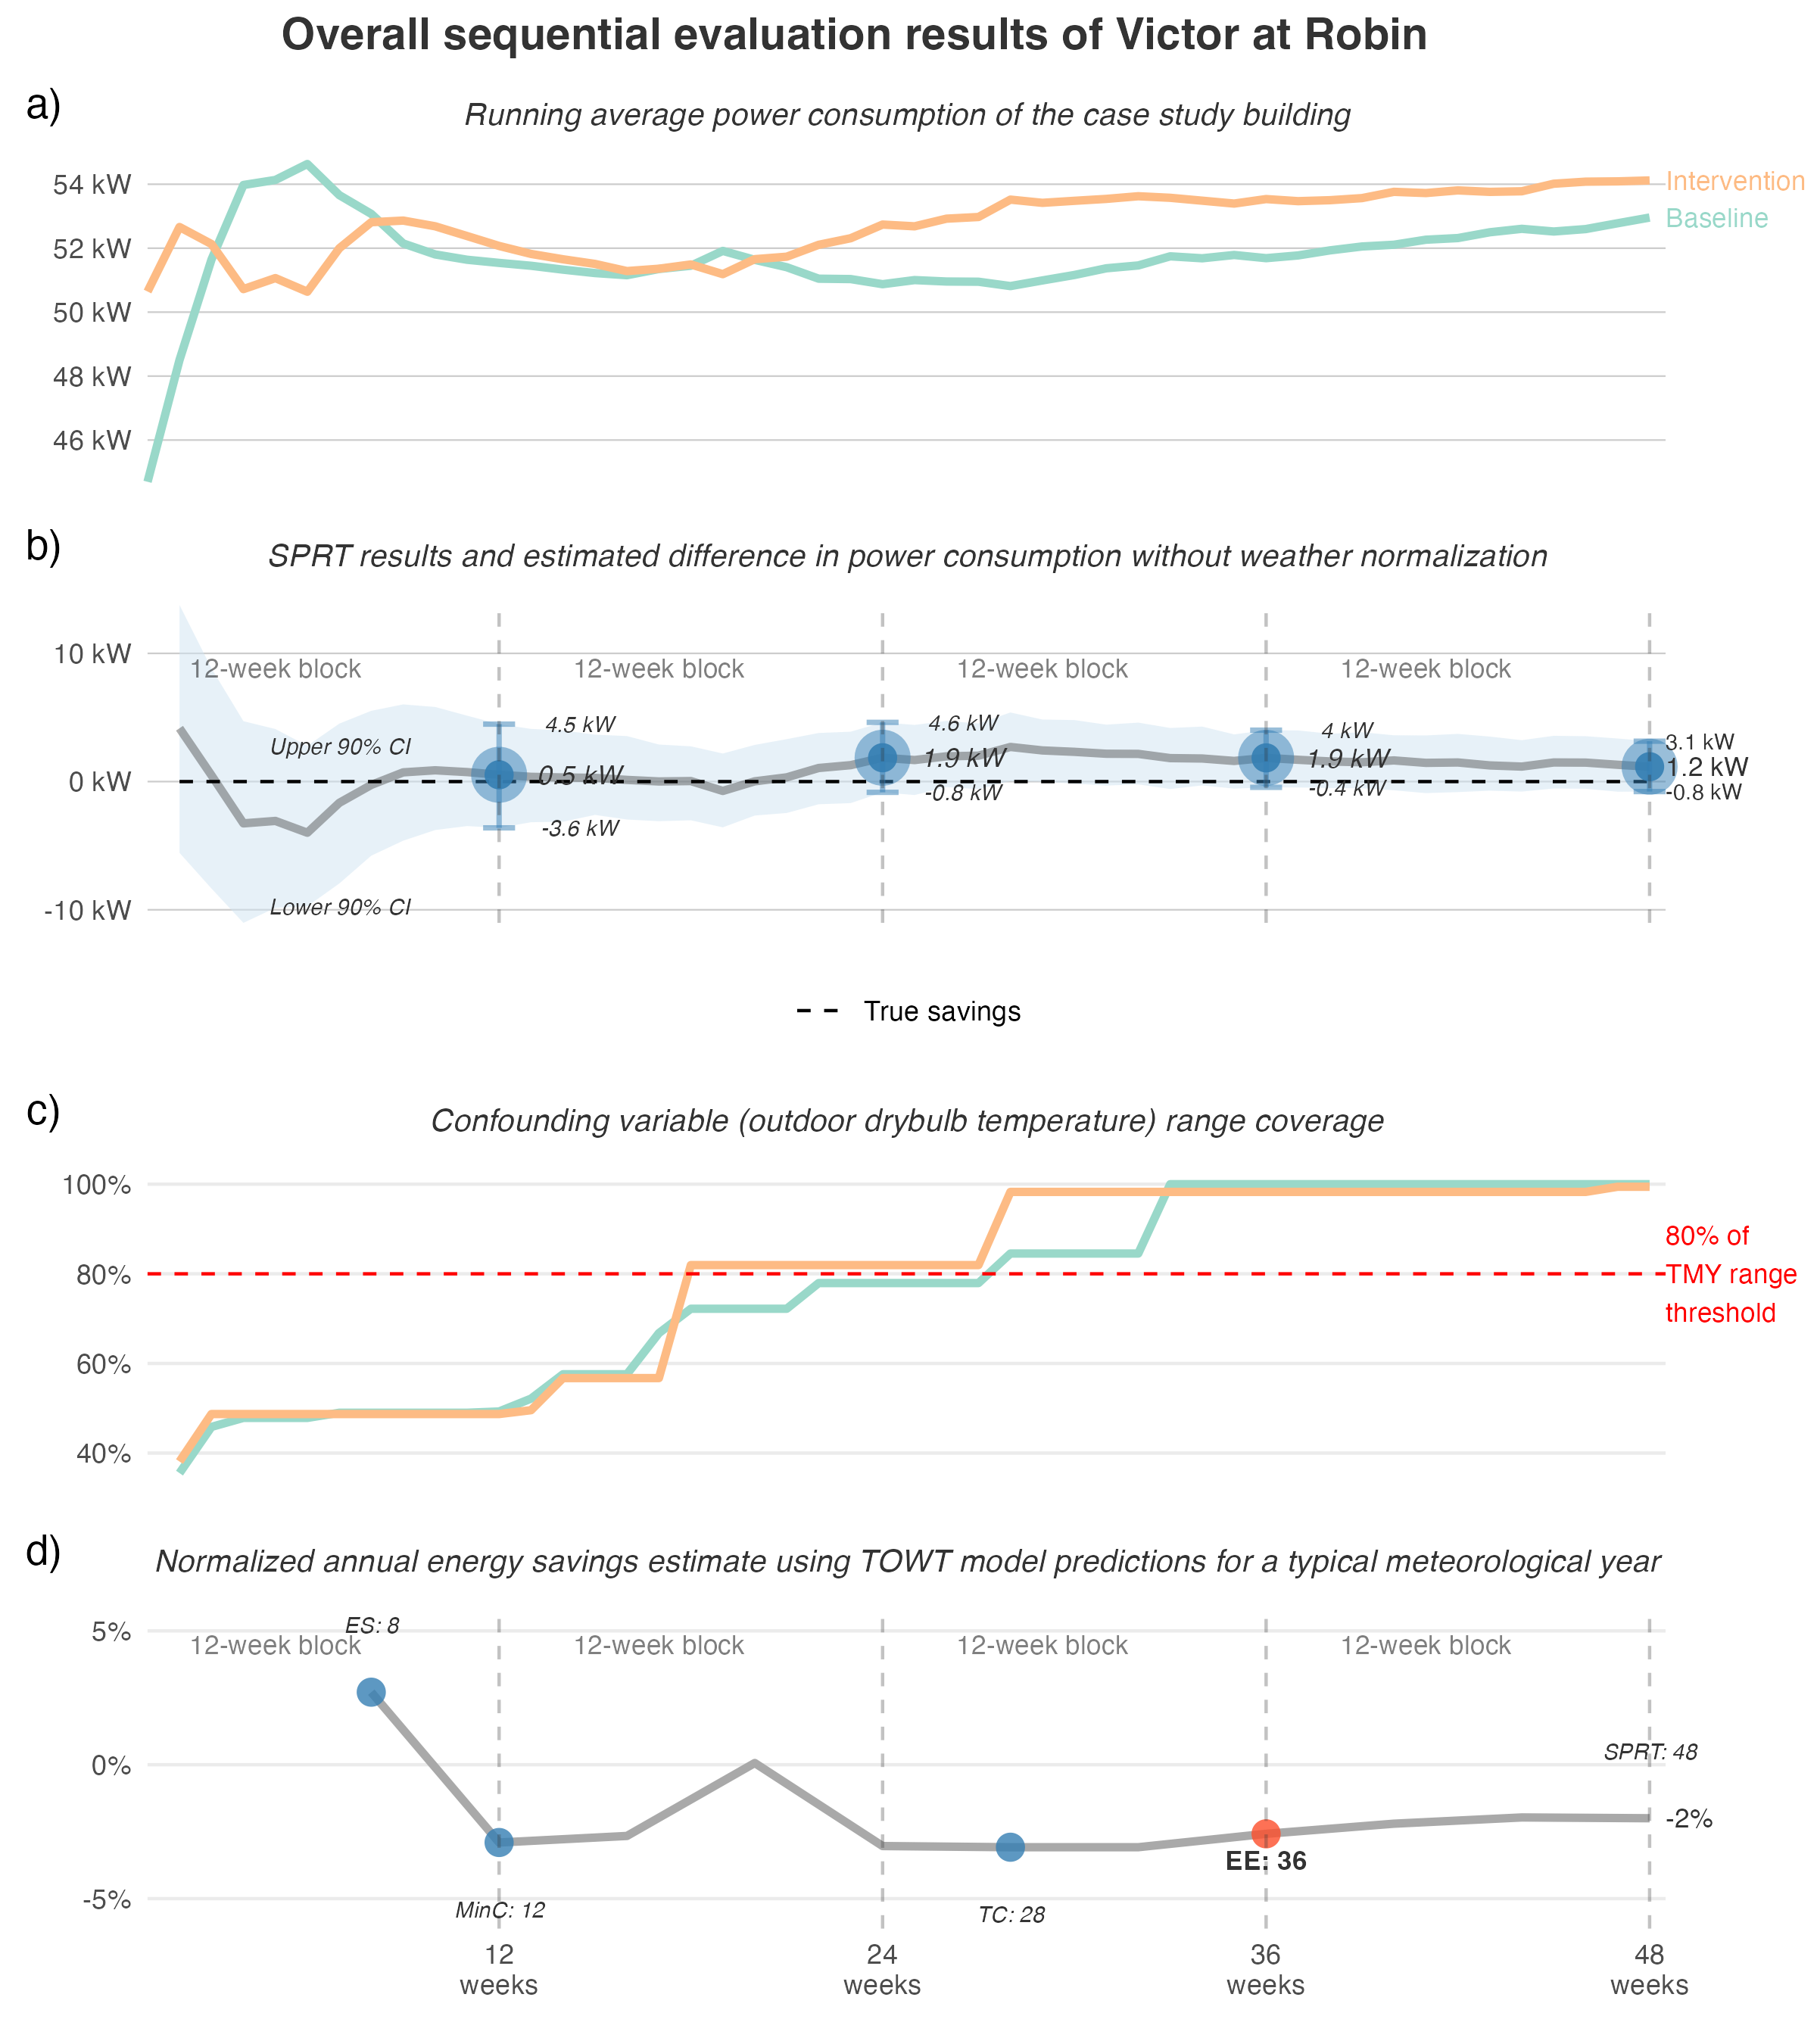 Overall sequential evaluation results of Victor at Robin
a)
Running average power consumption of the case study building
54 kW
52 kW
50 kW
48 kW
46 kW
Intervention
Baseline
b)
SPRT results and estimated difference in power consumption without weather normalization
10 kW
0 kW
-10 kW
12-week block
12-week block
12-week block
12-week block
Upper 90% CI
Lower 90% CI
4.5 kW
0.5 kW
-3.6 kW
4.6 kW
1.9 kW
-0.8 kW
4 kW
1.9 kW
-0.4 kW
3.1 kW
1.2 kW
-0.8 kW
True savings
c)
Confounding variable (outdoor drybulb temperature) range coverage
100%
80%
60%
40%
80% of
TMY range
threshold
d)
Normalized annual energy savings estimate using TOWT model predictions for a typical meteorological year
5%
0%
-5%
12-week block
12-week block
12-week block
12-week block
ES: 8
MinC: 12
TC: 28
EE: 36
SPRT: 48
-2%
12
weeks
24
weeks
36
weeks
48
weeks